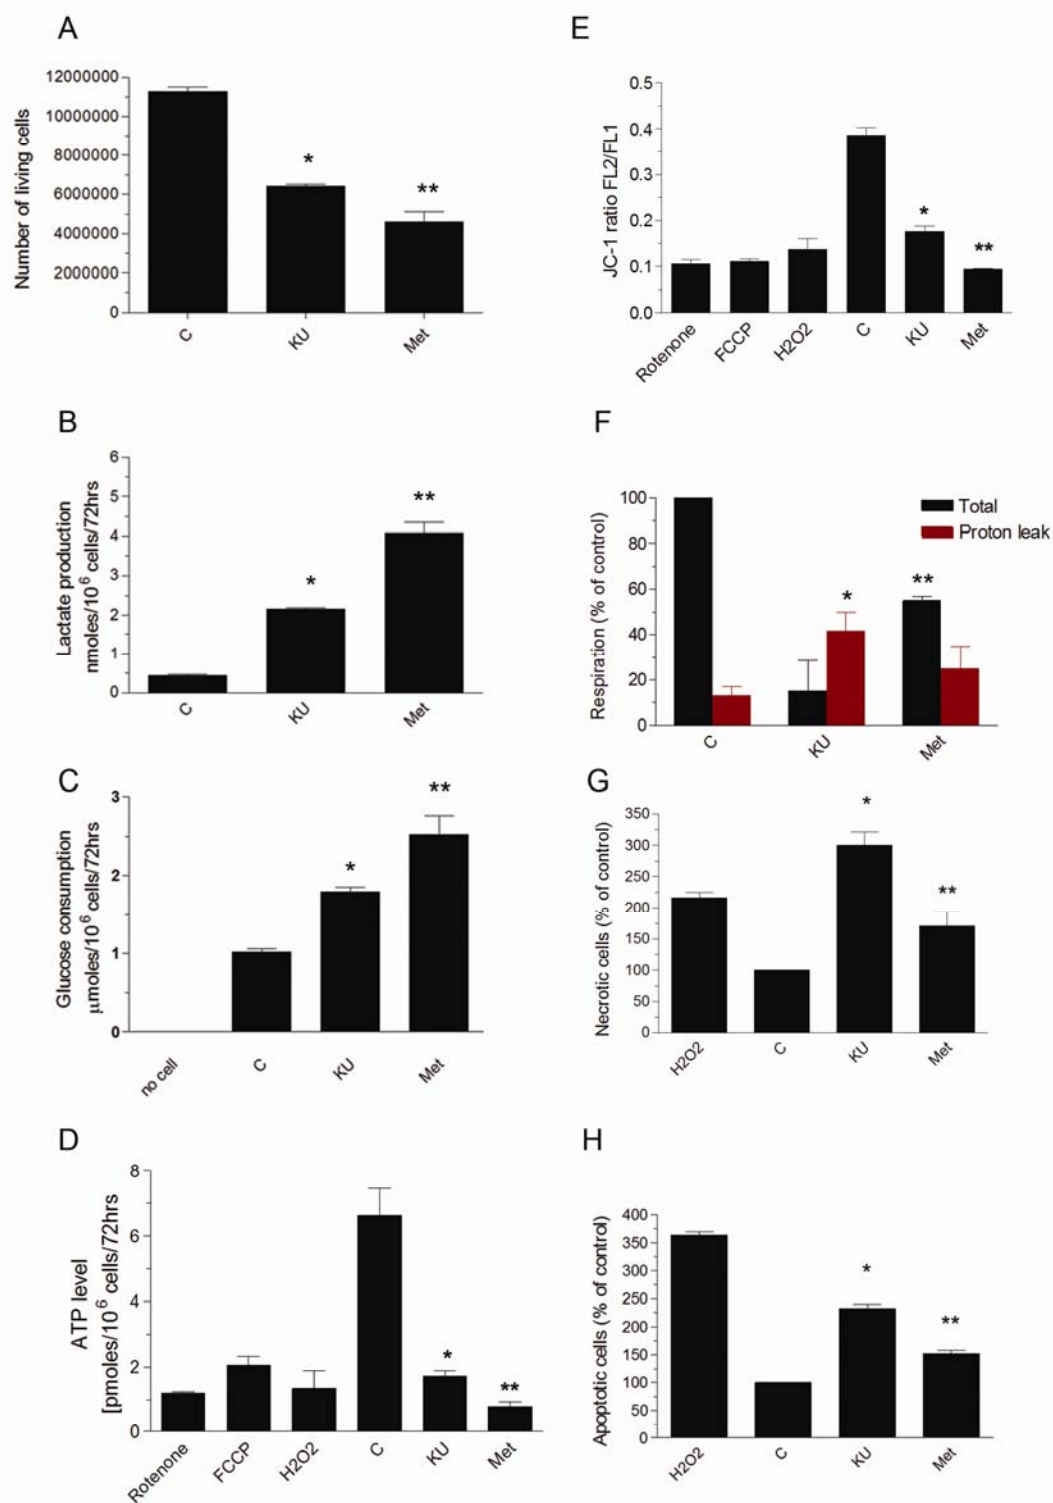 A
Number of living cells
12000000
10000000
8000000
6000000
4000000
2000000
0
*
**
C
KU
Met
B
Lactate production
nmoles/10⁶ cells/72hrs
6
5
4
3
2
1
0
*
**
C
KU
Met
C
Glucose consumption
µmoles/10⁶ cells/72hrs
3
2
1
0
*
**
no cell
C
KU
Met
D
ATP level
[pmoles/10⁶ cells/72hrs
8
6
4
2
0
*
**
Rotenone
FCCP
H2O2
C
KU
Met
E
JC-1 ratio FL2/FL1
0.5
0.4
0.3
0.2
0.1
0.0
*
**
Rotenone
FCCP
H2O2
C
KU
Met
F
Respiration (% of control)
100
80
60
40
20
0
Total
Proton leak
*
**
C
KU
Met
G
Necrotic cells (% of control)
350
300
250
200
150
100
50
0
*
**
H2O2
C
KU
Met
H
Apoptotic cells (% of control)
400
350
300
250
200
150
100
50
0
*
**
H2O2
C
KU
Met